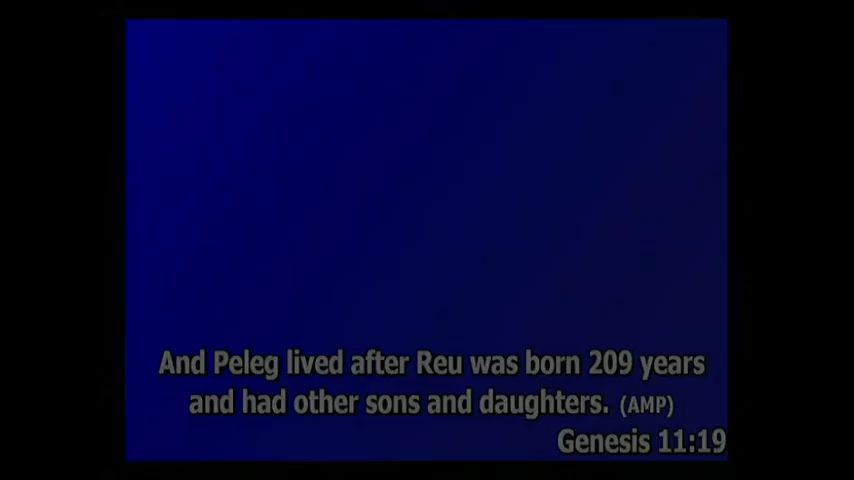 And Peleg lived after Reu was born 209 years
and had other sons and daughters. (AMP)
Genesis 11:19